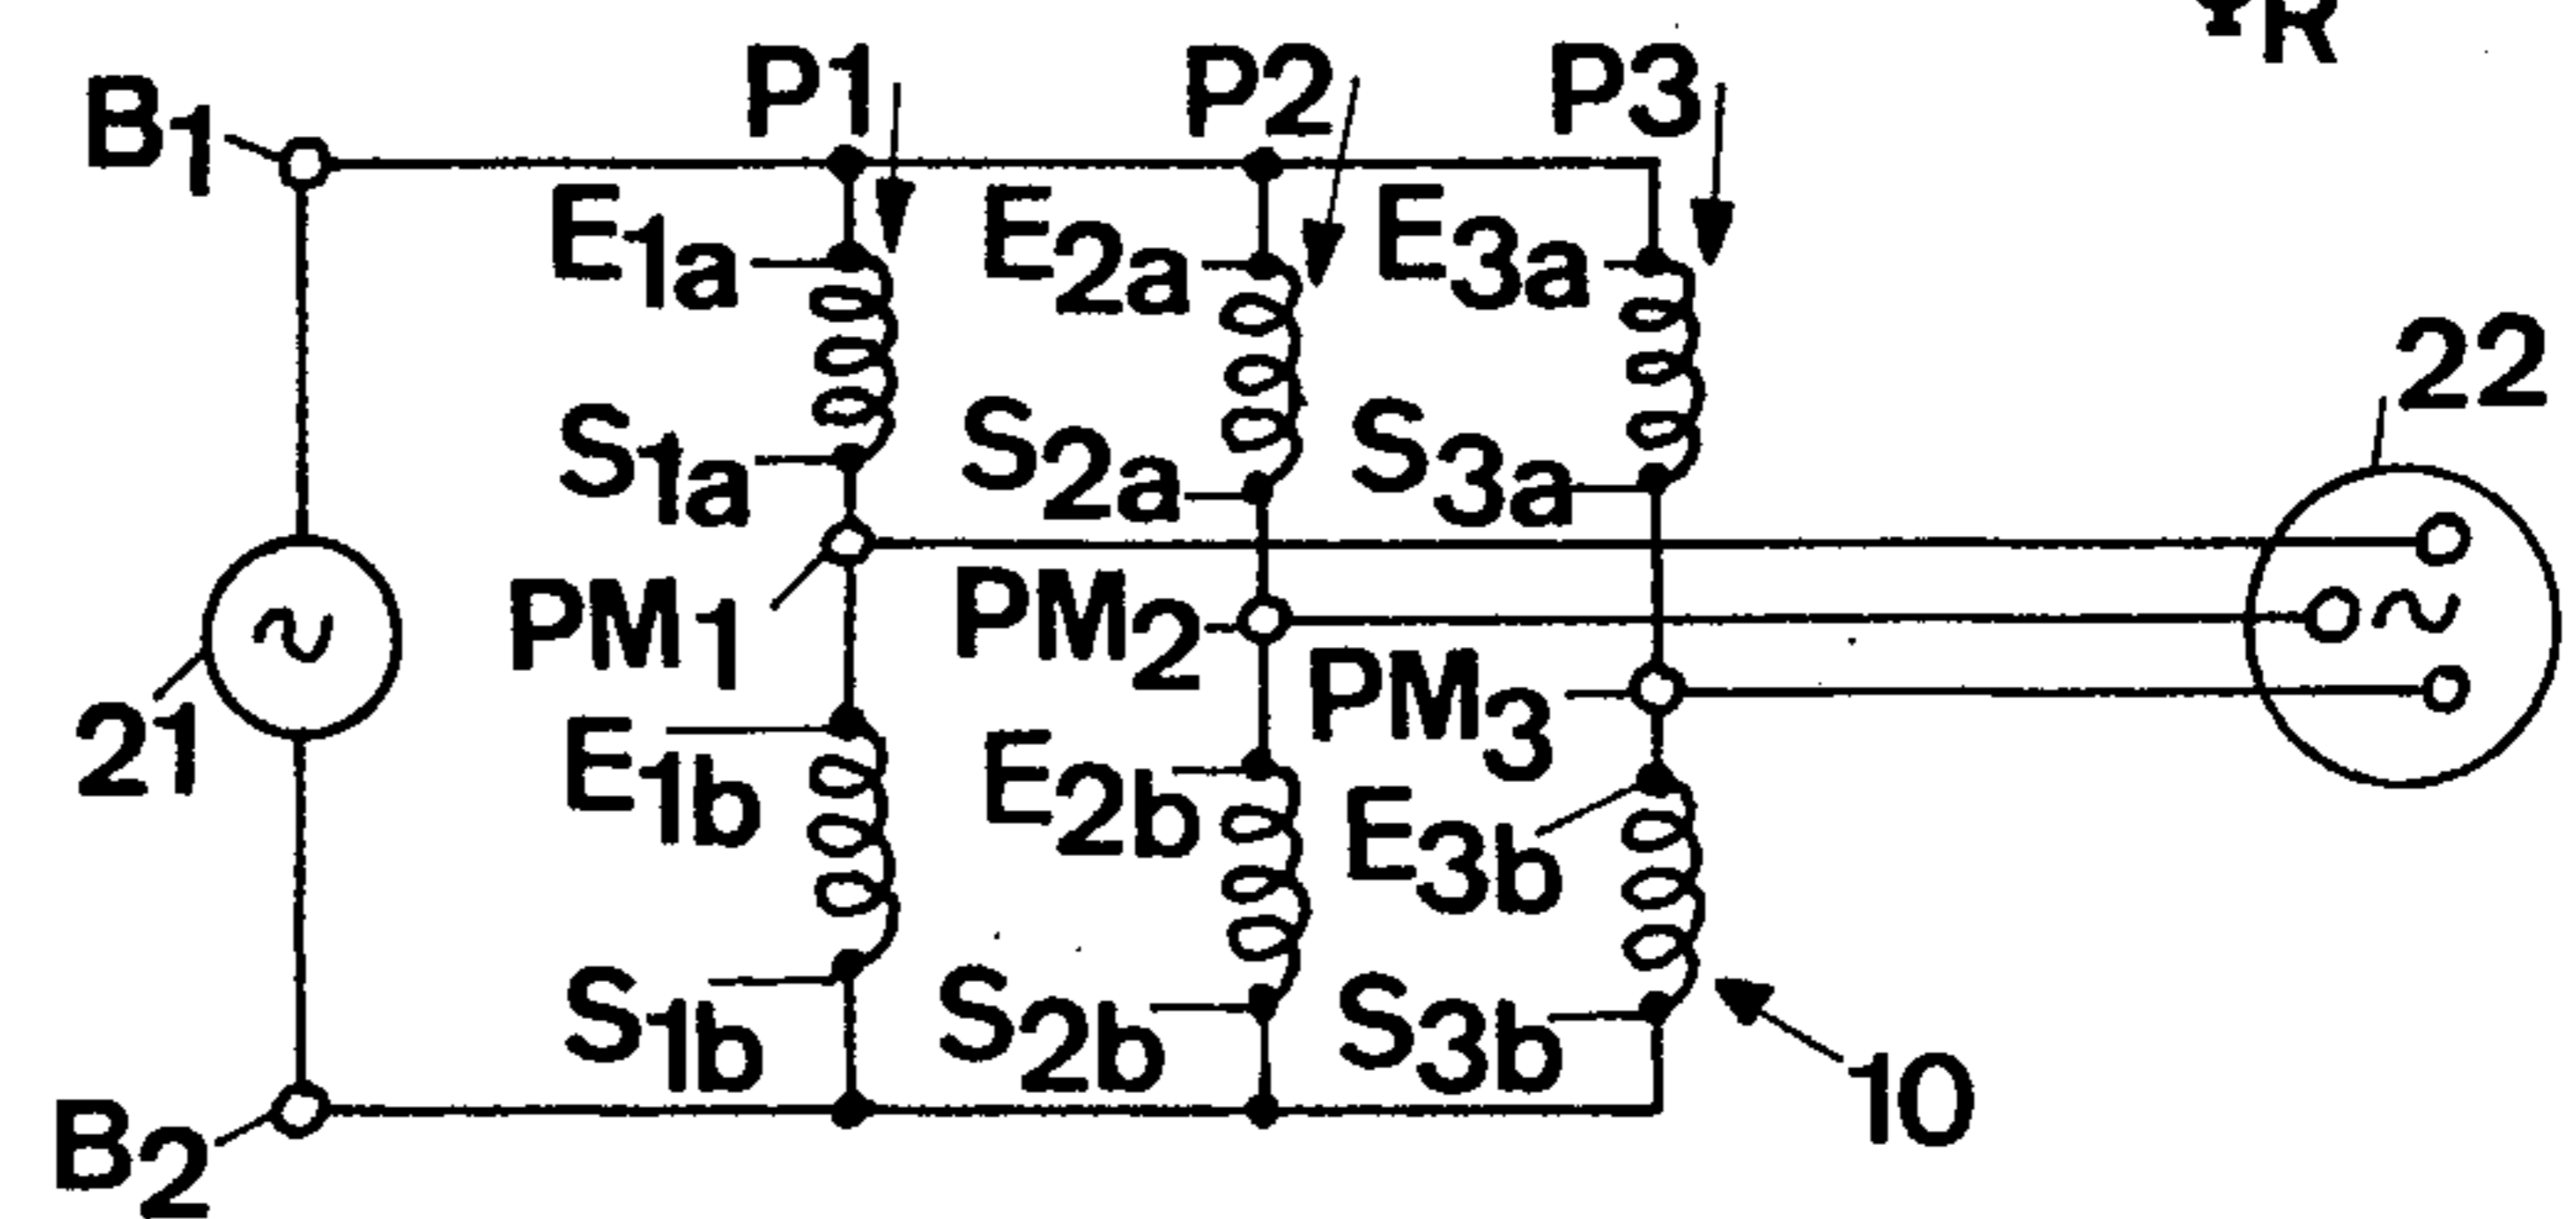 ΨR
P1 P2 P3
B1
E1a E2a E3a
22
S1a S2a S3a
PM1 PM2 PM3
21
E1b E2b E3b
S1b S2b S3b
10
B2